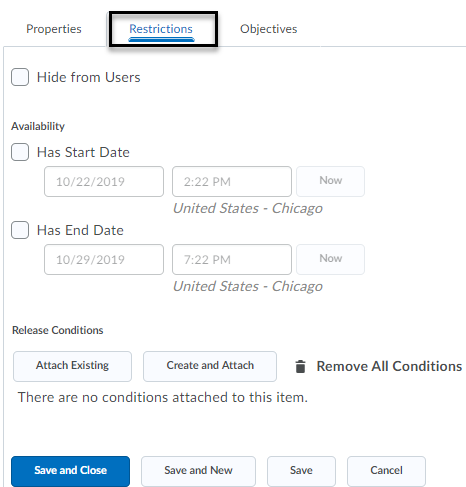 Properties Restrictions Objectives
Hide from Users
Availability
Has Start Date
10/22/2019 2:22 PM Now
United States - Chicago
Has End Date
10/29/2019 7:22 PM Now
United States - Chicago
Release Conditions
Attach Existing Create and Attach Remove All Conditions
There are no conditions attached to this item.
Save and Close Save and New Save Cancel